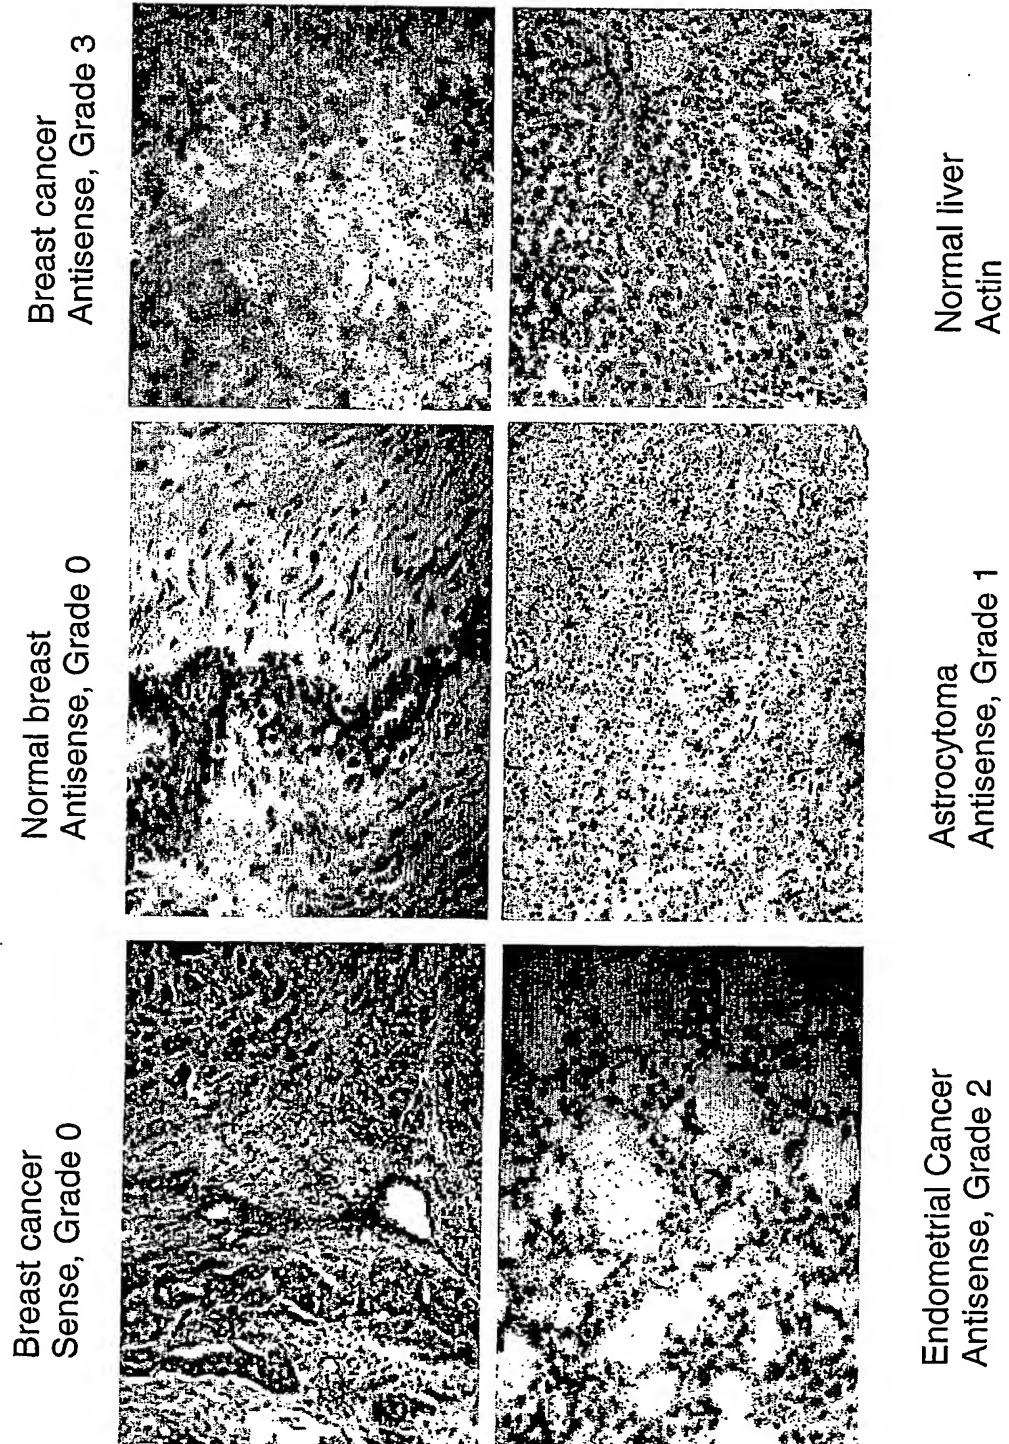 Breast cancer
Sense, Grade 0
Normal breast
Antisense, Grade 0
Breast cancer
Antisense, Grade 3
Endometrial Cancer
Antisense, Grade 2
Astrocytoma
Antisense, Grade 1
Normal liver
Actin